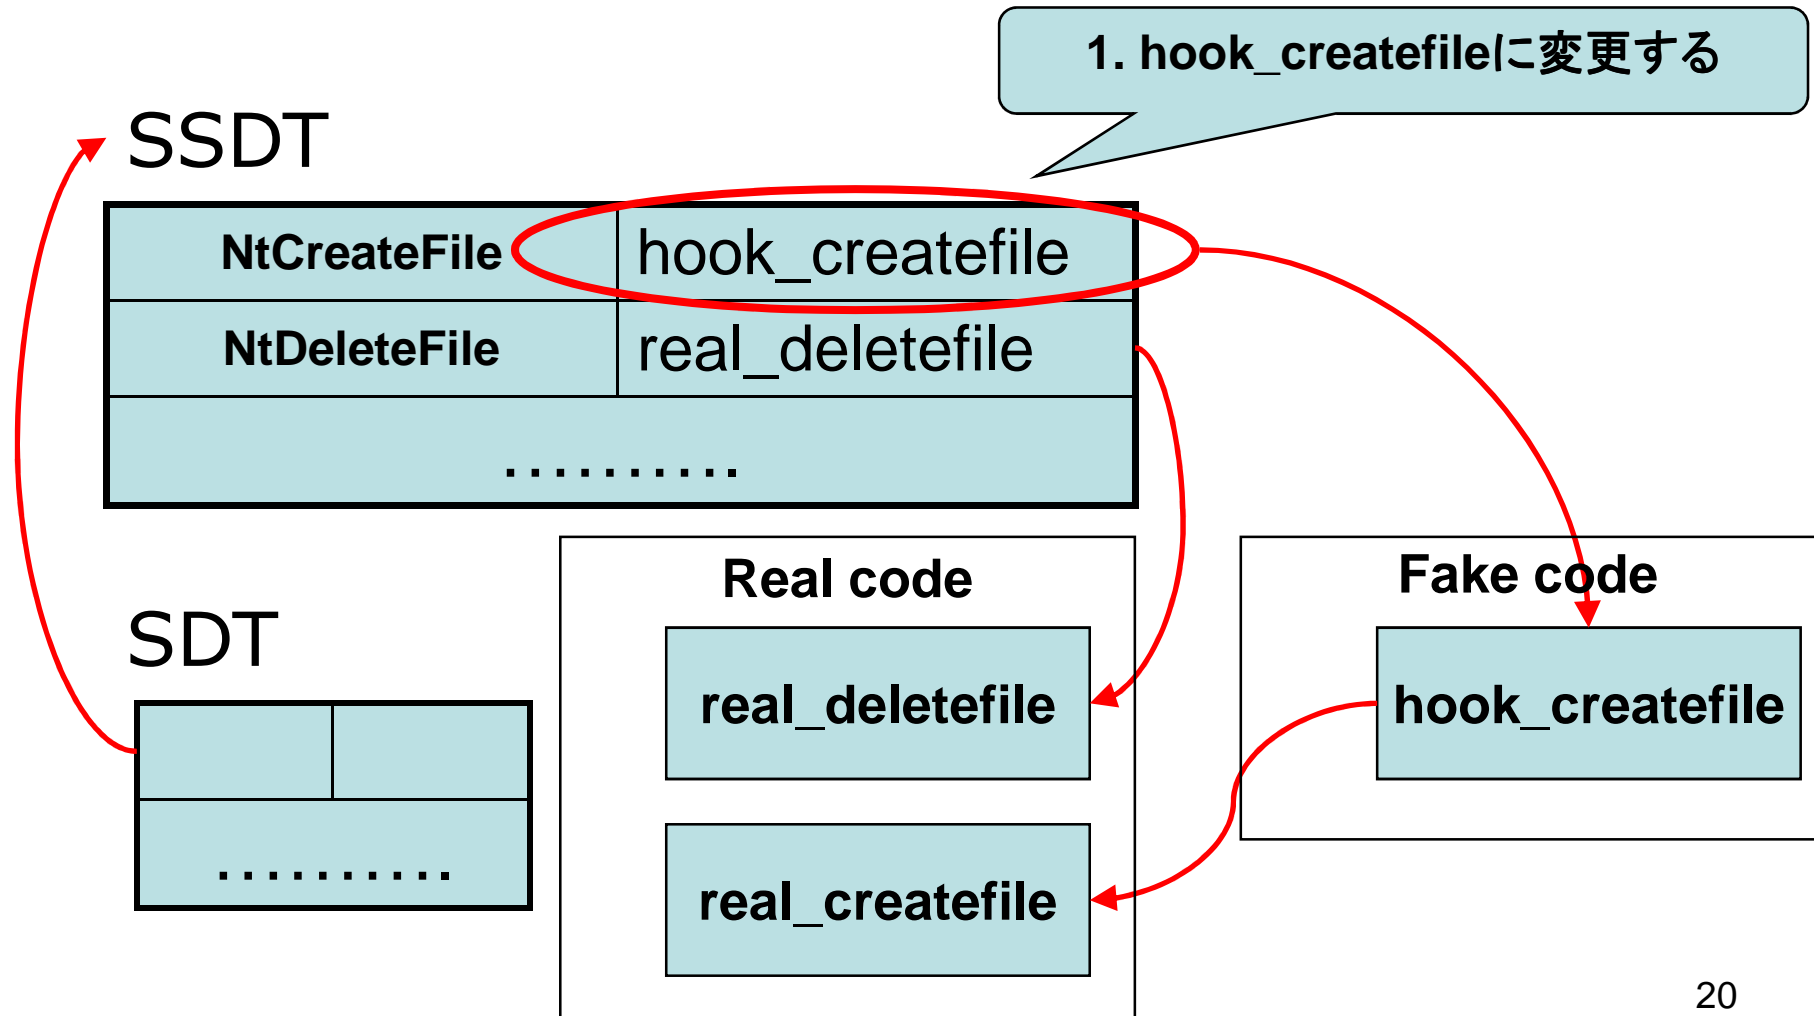 1. hook_createfileに変更する
SSDT
NtCreateFile hook_createfile
NtDeleteFile real_deletefile
..........
Real code
Fake code
SDT
real_deletefile
hook_createfile
..........
real_createfile
20